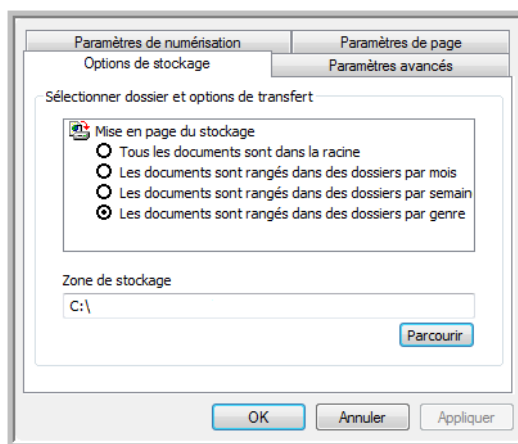 Paramètres de numérisation
Paramètres de page
Options de stockage
Paramètres avancés
Sélectionner dossier et options de transfert
Mise en page du stockage
Tous les documents sont dans la racine
Les documents sont rangés dans des dossiers par mois
Les documents sont rangés dans des dossiers par semain
Les documents sont rangés dans des dossiers par genre
Zone de stockage
C:\
Parcourir
OK
Annuler
Appliquer